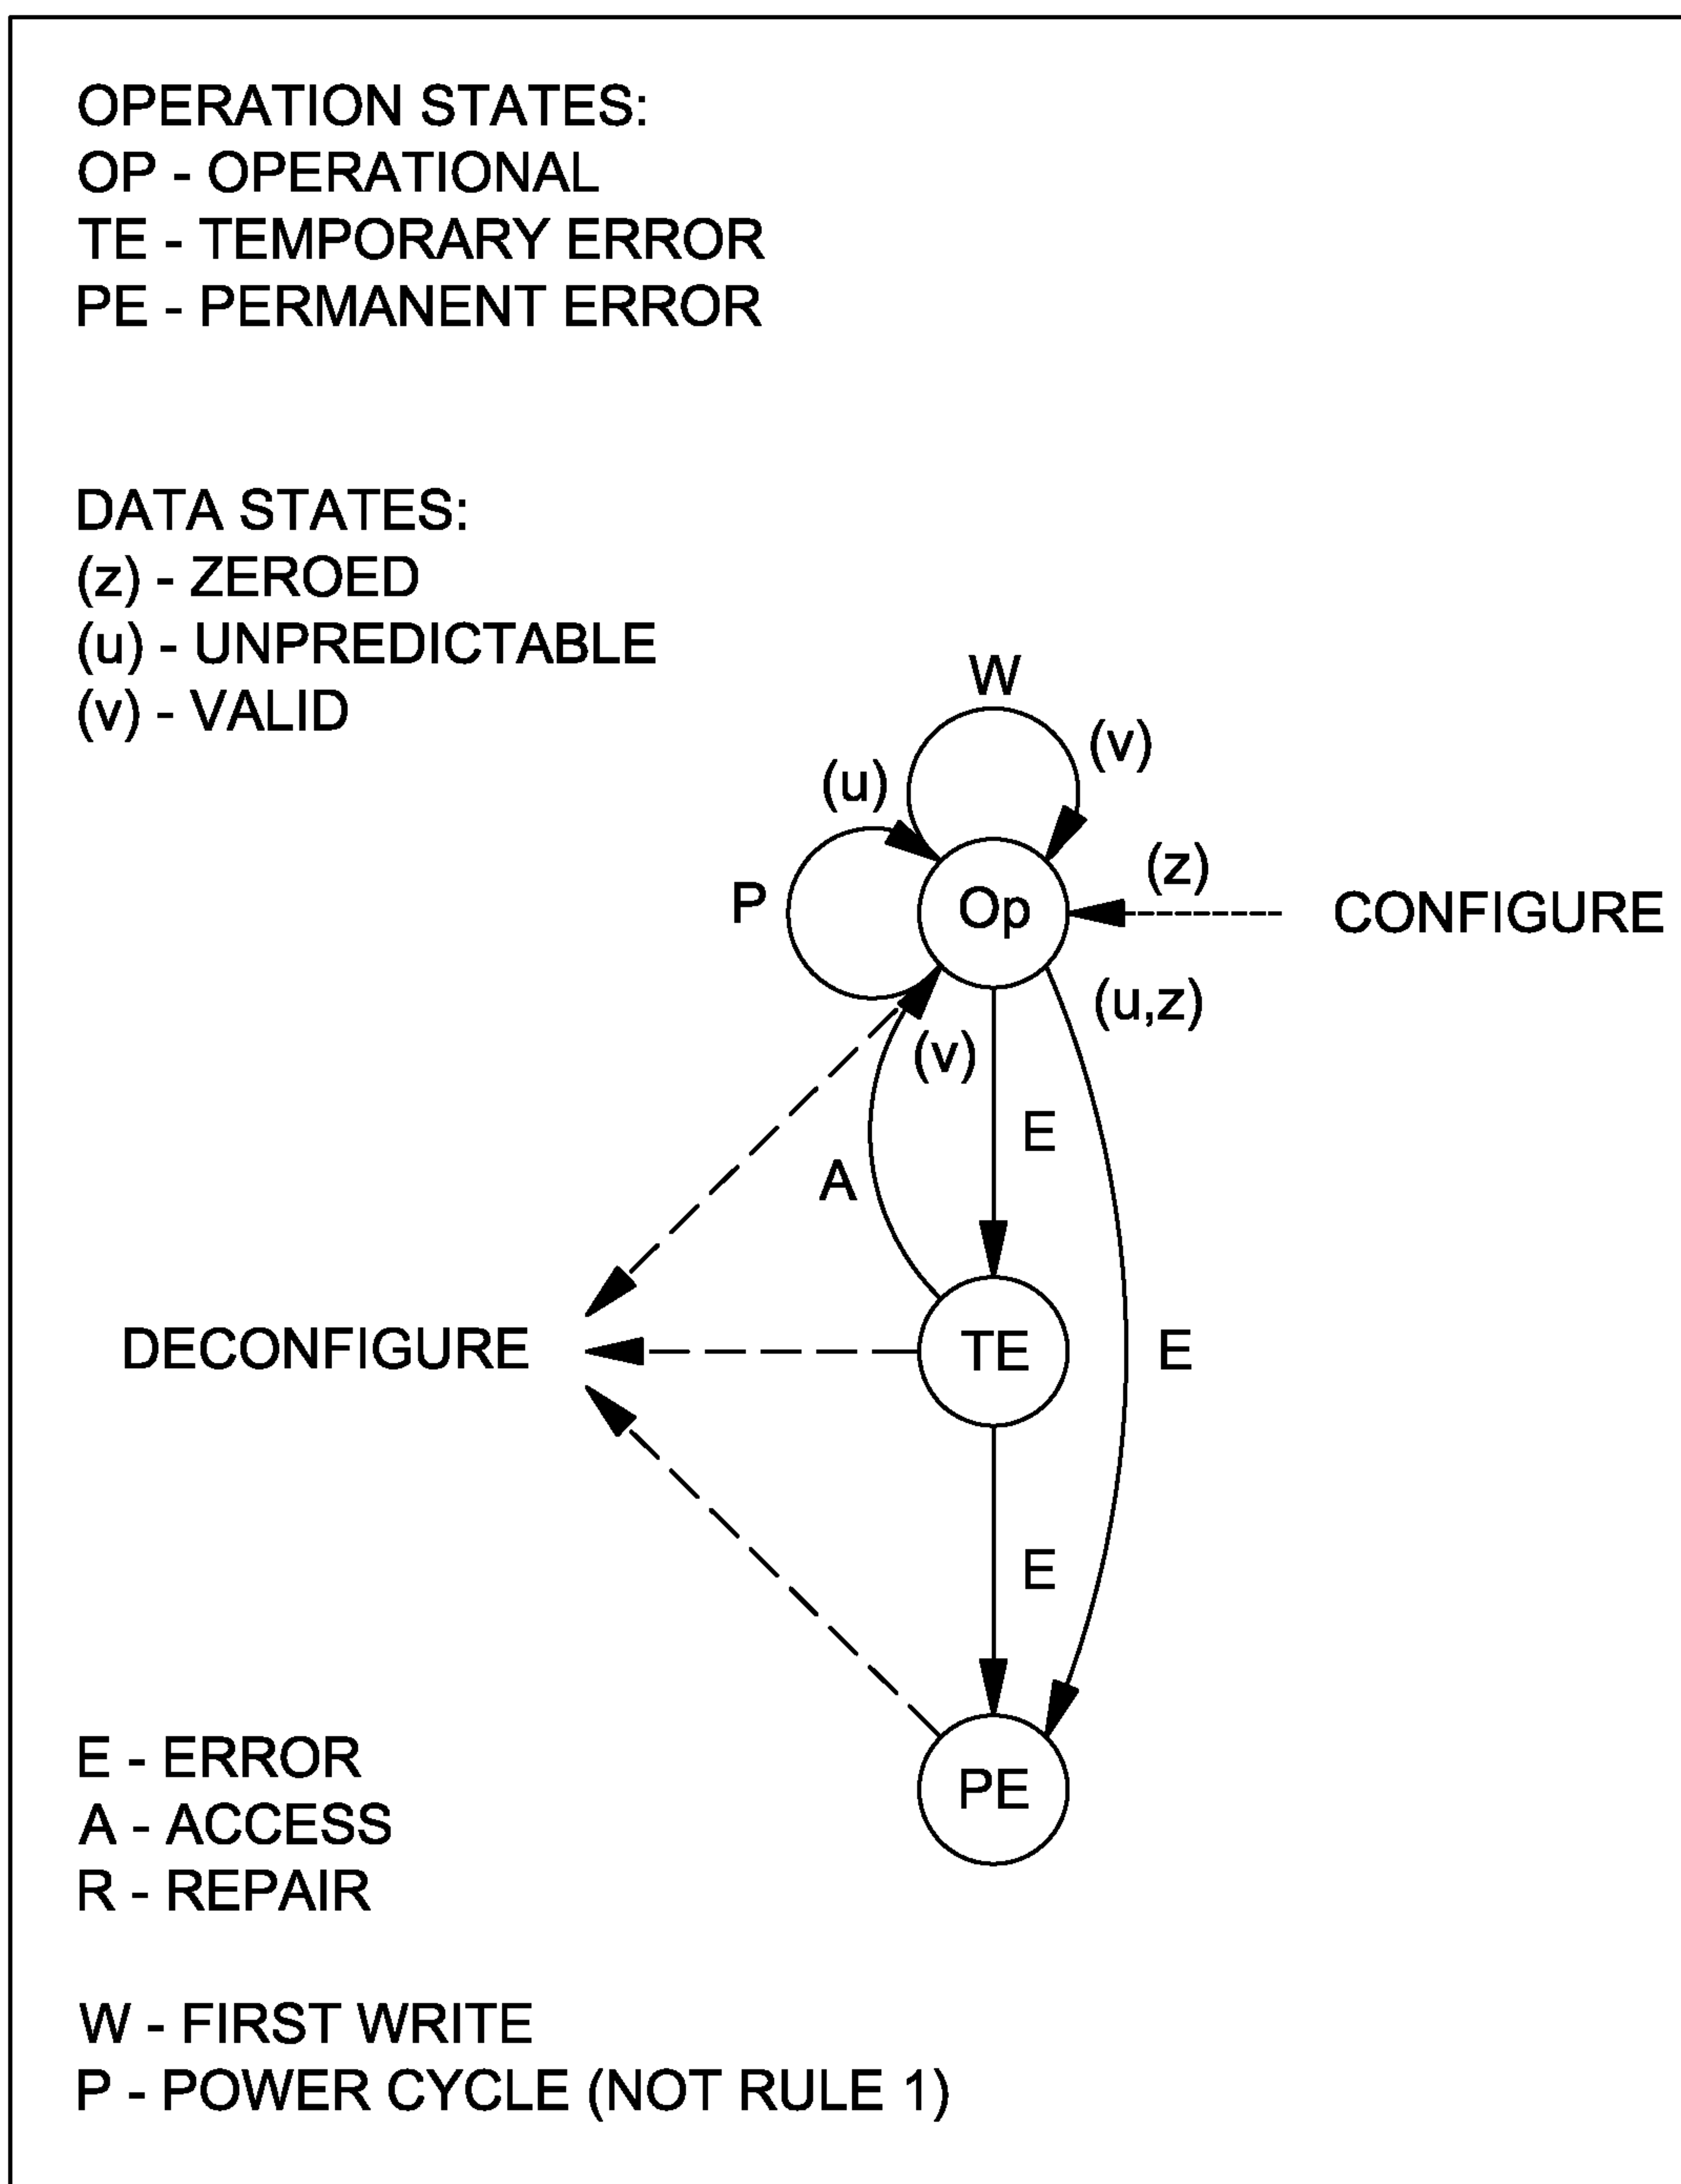 OPERATION STATES:
OP - OPERATIONAL
TE - TEMPORARY ERROR
PE - PERMANENT ERROR
DATA STATES:
(z) - ZEROED
(u) - UNPREDICTABLE
(v) - VALID
W
(v)
(u)
(z)
P
Op
CONFIGURE
(u,z)
(v)
E
A
DECONFIGURE
TE
E
E
PE
E - ERROR
A - ACCESS
R - REPAIR
W - FIRST WRITE
P - POWER CYCLE (NOT RULE 1)